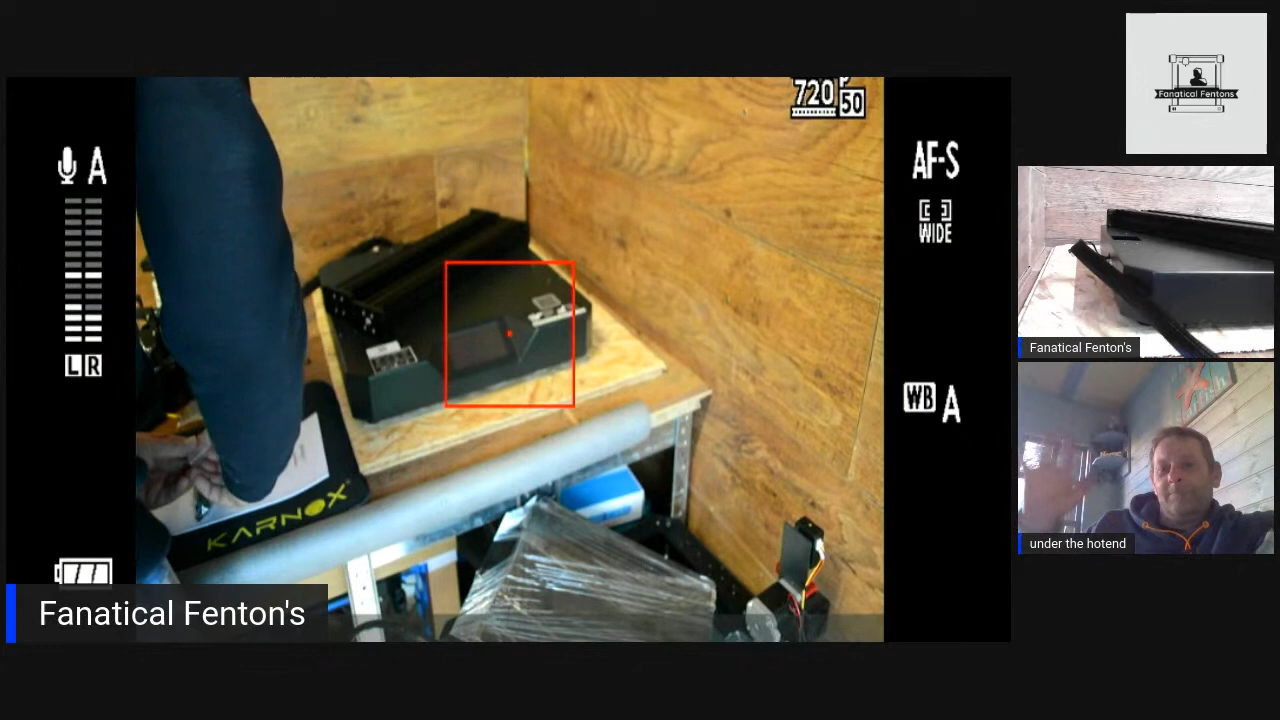 720 P
50
A
AF-S
WIDE
L R
WB A
KARNOX
Fanatical Fenton's
Fanatical Fentons
Fanatical Fenton's
under the hotend